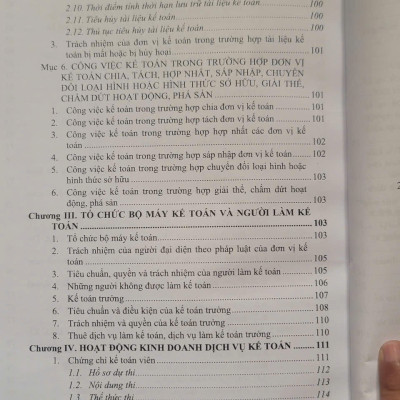 2.10. Thời điểm tính thời hạn lưu trữ tài liệu kế toán .......... 100
2.11. Tiêu hủy tài liệu kế toán .......... 100
2.12. Thủ tục tiêu hủy tài liệu kế toán .......... 100
3. Trách nhiệm của đơn vị kế toán trong trường hợp tài liệu kế
toán bị mất hoặc bị hủy hoại .......... 101
Mục 6. CÔNG VIỆC KẾ TOÁN TRONG TRƯỜNG HỢP ĐƠN VỊ
KẾ TOÁN CHIA, TÁCH, HỢP NHẤT, SÁP NHẬP, CHUYỂN
ĐỔI LOẠI HÌNH HOẶC HÌNH THỨC SỞ HỮU, GIẢI THỂ,
CHẤM DỨT HOẠT ĐỘNG, PHÁ SẢN .......... 101
1. Công việc kế toán trong trường hợp chia đơn vị kế toán .......... 101
2. Công việc kế toán trong trường hợp tách đơn vị kế toán .......... 101
3. Công việc kế toán trong trường hợp hợp nhất các đơn vị kế
toán .......... 102
4. Công việc kế toán trong trường hợp sáp nhập đơn vị kế toán .......... 102
5. Công việc kế toán trong trường hợp chuyển đổi loại hình hoặc
hình thức sở hữu .......... 103
6. Công việc kế toán trong trường hợp giải thể, chấm dứt hoạt
động, phá sản .......... 103
Chương III. TỔ CHỨC BỘ MÁY KẾ TOÁN VÀ NGƯỜI LÀM KẾ
TOÁN .......... 103
1. Tổ chức bộ máy kế toán .......... 103
2. Trách nhiệm của người đại diện theo pháp luật của đơn vị kế
toán .......... 105
3. Tiêu chuẩn, quyền và trách nhiệm của người làm kế toán .......... 105
4. Những người không được làm kế toán .......... 106
5. Kế toán trưởng .......... 107
6. Tiêu chuẩn và điều kiện của kế toán trưởng .......... 108
7. Trách nhiệm và quyền của kế toán trưởng .......... 110
8. Thuê dịch vụ làm kế toán, dịch vụ làm kế toán trưởng .......... 110
Chương IV. HOẠT ĐỘNG KINH DOANH DỊCH VỤ KẾ TOÁN .......... 111
1. Chứng chỉ kế toán viên .......... 111
1.1. Hồ sơ dự thi .......... 112
1.2. Nội dung thi .......... 112
1.3. Thể thức thi .......... 114
2